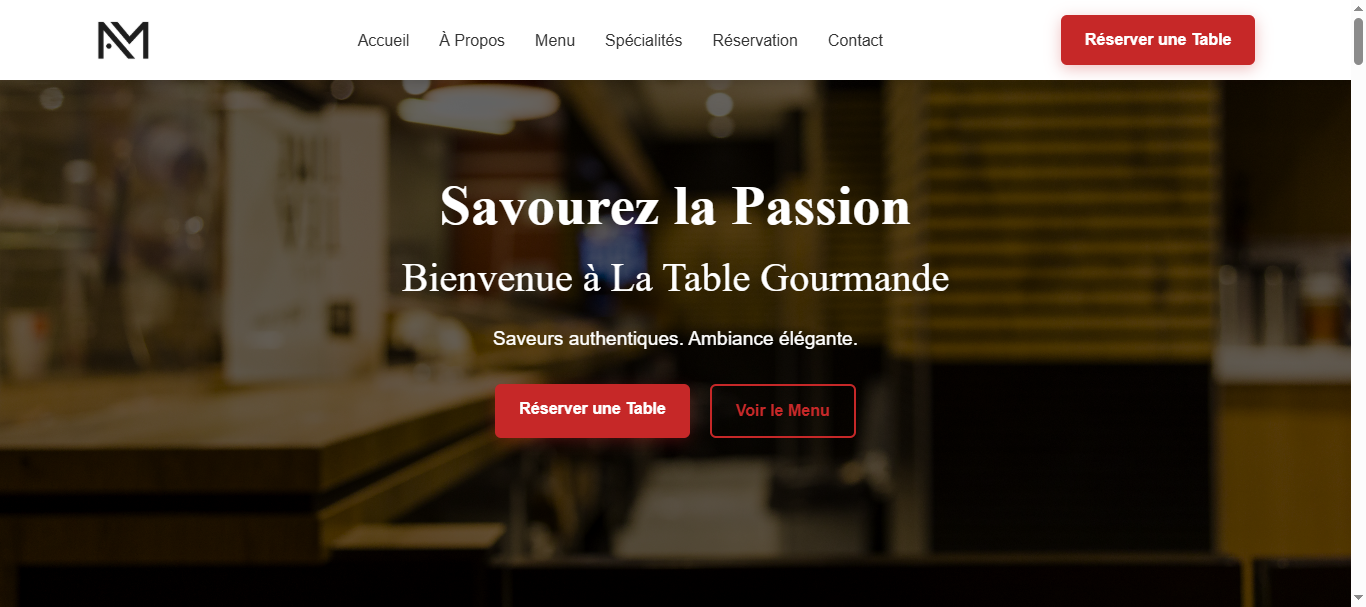 Accueil À Propos Menu Spécialités Réservation Contact Réserver une Table
Savourez la Passion
Bienvenue à La Table Gourmande
Saveurs authentiques. Ambiance élégante.
Réserver une Table Voir le Menu